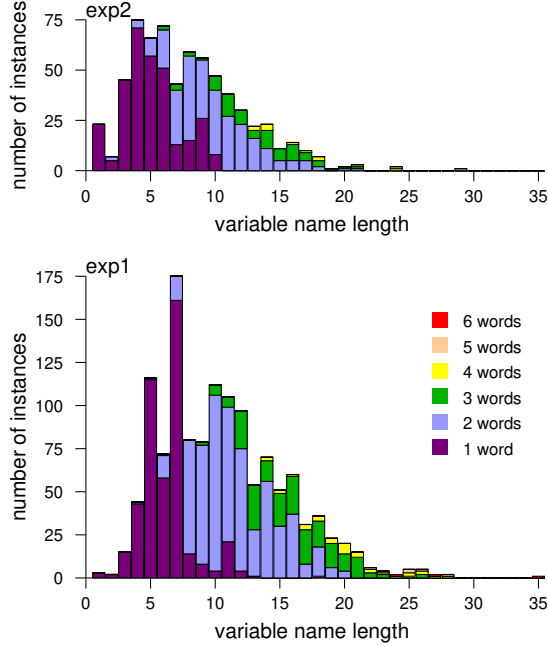 exp2
75
50
25
0
number of instances
0 5 10 15 20 25 30 35
variable name length
exp1
175
150
125
100
75
50
25
0
number of instances
6 words
5 words
4 words
3 words
2 words
1 word
0 5 10 15 20 25 30 35
variable name length